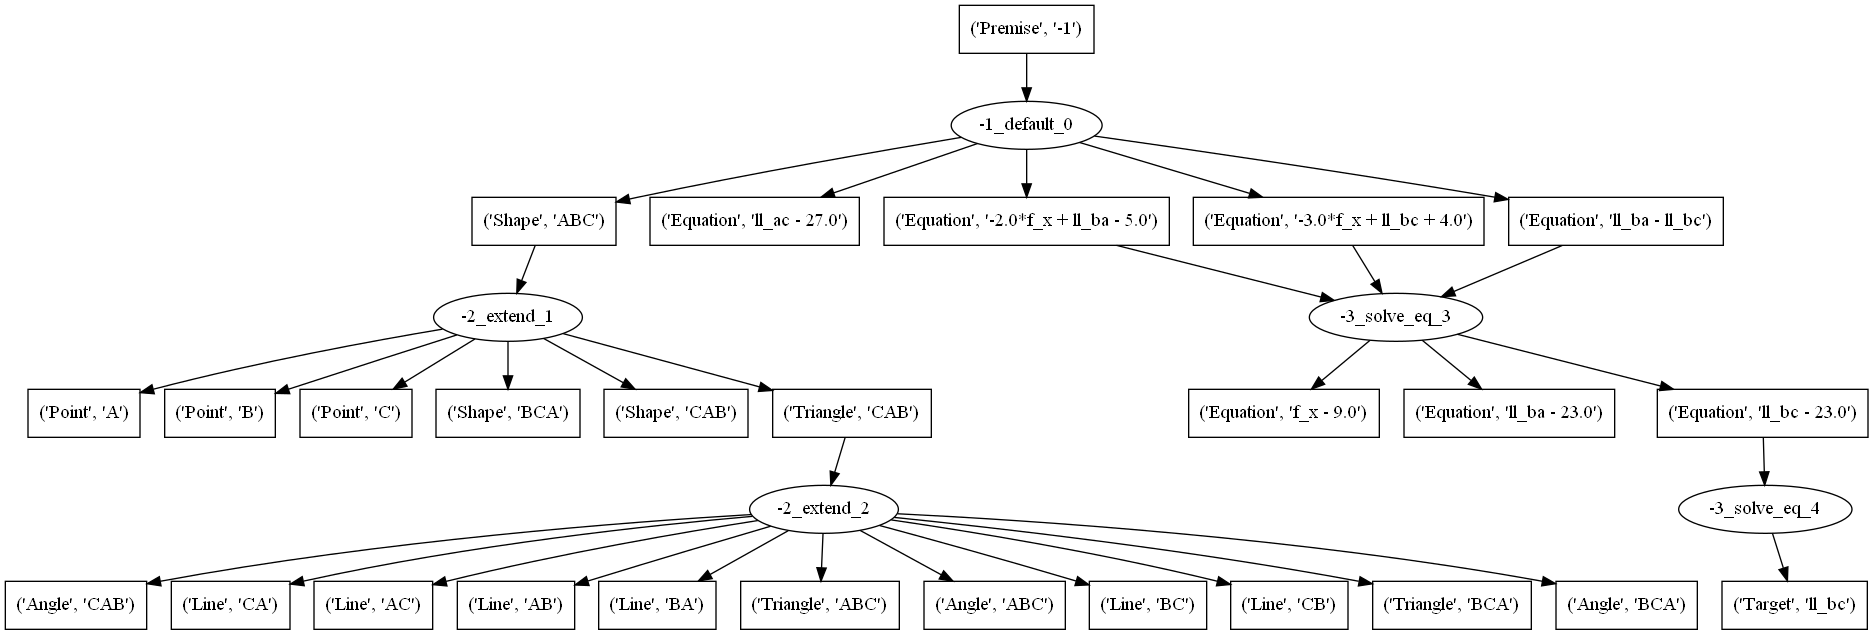 ('Premise', '-1')
-1_default_0
('Shape', 'ABC')
('Equation', 'll_ac - 27.0')
('Equation', '-2.0*f_x + ll_ba - 5.0')
('Equation', '-3.0*f_x + ll_bc + 4.0')
('Equation', 'll_ba - ll_bc')
-2_extend_1
-3_solve_eq_3
('Point', 'A')
('Point', 'B')
('Point', 'C')
('Shape', 'BCA')
('Shape', 'CAB')
('Triangle', 'CAB')
('Equation', 'f_x - 9.0')
('Equation', 'll_ba - 23.0')
('Equation', 'll_bc - 23.0')
-2_extend_2
-3_solve_eq_4
('Angle', 'CAB')
('Line', 'CA')
('Line', 'AC')
('Line', 'AB')
('Line', 'BA')
('Triangle', 'ABC')
('Angle', 'ABC')
('Line', 'BC')
('Line', 'CB')
('Triangle', 'BCA')
('Angle', 'BCA')
('Target', 'll_bc')